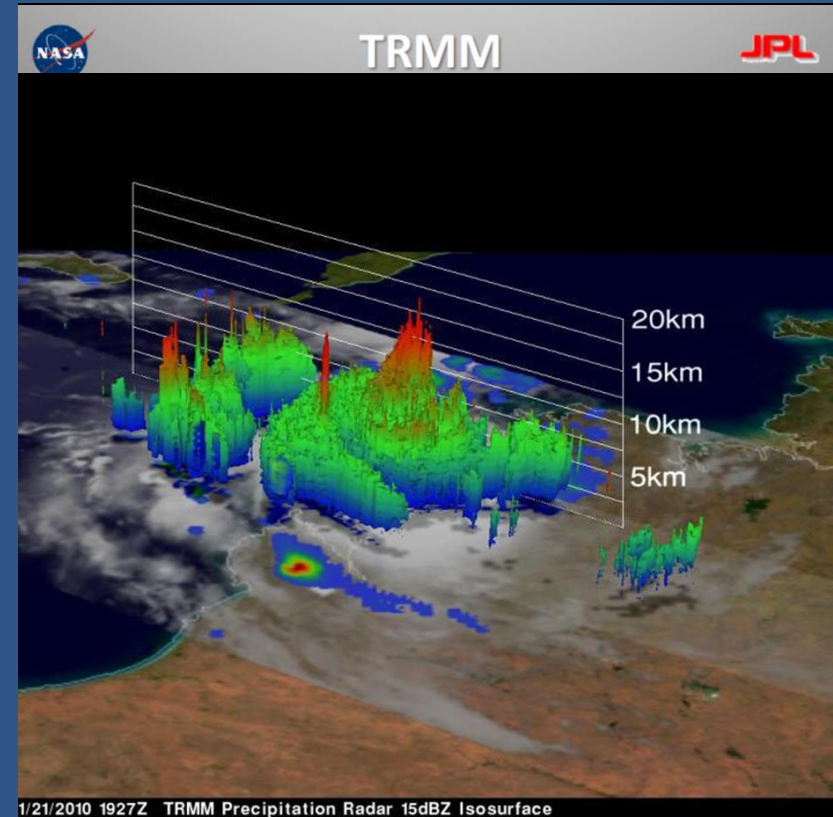 NASA
TRMM
JPL
20km
15km
10km
5km
1/21/2010 1927Z TRMM Precipitation Radar 15dBZ Isosurface